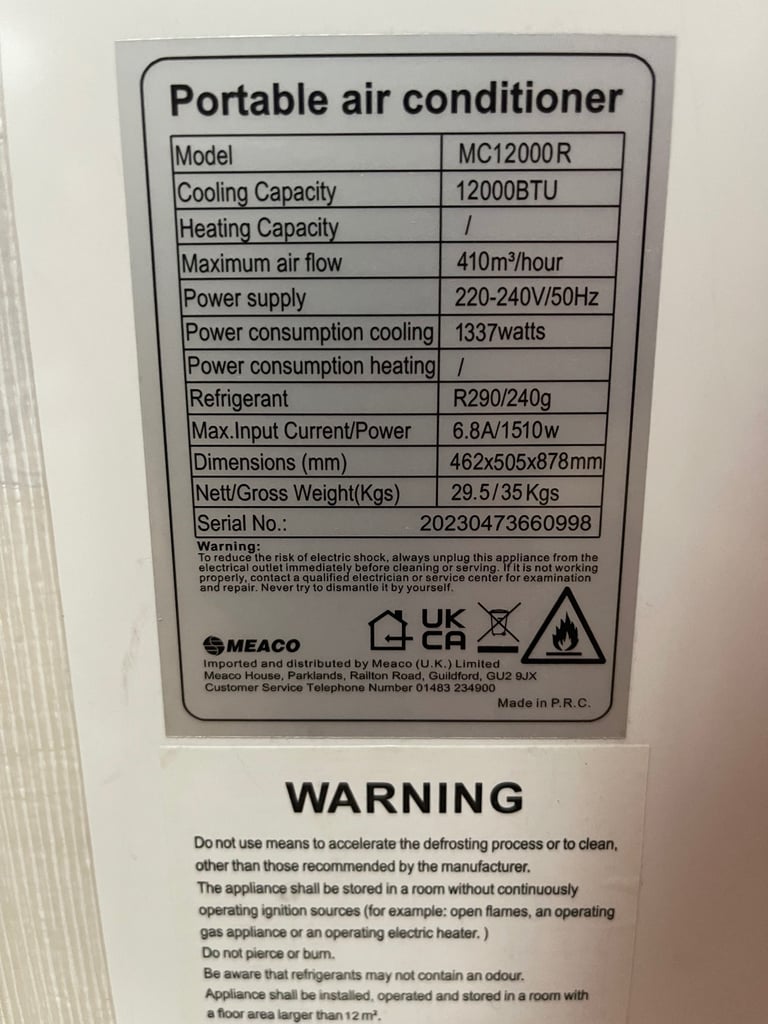 Portable air conditioner
Model MC12000R
Cooling Capacity 12000BTU
Heating Capacity /
Maximum air flow 410m³/hour
Power supply 220-240V/50Hz
Power consumption cooling 1337watts
Power consumption heating /
Refrigerant R290/240g
Max.Input Current/Power 6.8A/1510w
Dimensions (mm) 462x505x878mm
Nett/Gross Weight(Kgs) 29.5/35Kgs
Serial No.: 20230473660998
Warning:
To reduce the risk of electric shock, always unplug this appliance from the
electrical outlet immediately before cleaning or serving. If it is not working
properly, contact a qualified electrician or service center for examination
and repair. Never try to dismantle it by yourself.
UK
CA
MEACO
Imported and distributed by Meaco (U.K.) Limited
Meaco House, Parklands, Railton Road, Guildford, GU2 9JX
Customer Service Telephone Number 01483 234900
Made in P.R.C.
WARNING
Do not use means to accelerate the defrosting process or to clean,
other than those recommended by the manufacturer.
The appliance shall be stored in a room without continuously
operating ignition sources (for example: open flames, an operating
gas appliance or an operating electric heater. )
Do not pierce or burn.
Be aware that refrigerants may not contain an odour.
Appliance shall be installed, operated and stored in a room with
a floor area larger than 12 m².